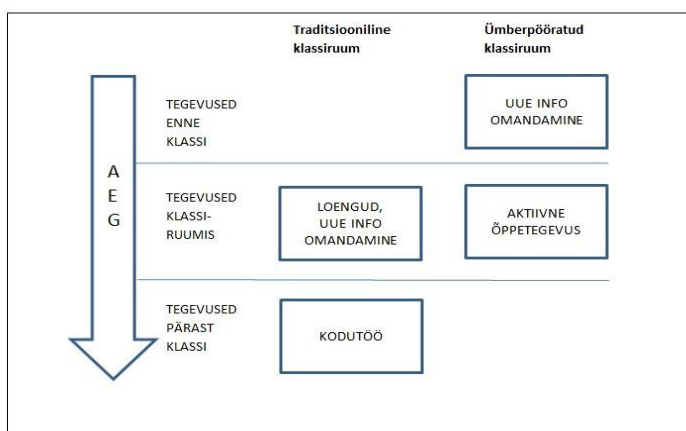 Traditsiooniline
klassiruum
Ümberpööratud
klassiruum
AEG
TEGEVUSED
ENNE
KLASSI
UUE INFO
OMANDAMINE
TEGEVUSED
KLASSI-
RUUMIS
LOENGUD,
UUE INFO
OMANDAMINE
AKTIIVNE
ÕPPETEGEVUS
TEGEVUSED
PÄRAST
KLASSI
KODUTÖÖ